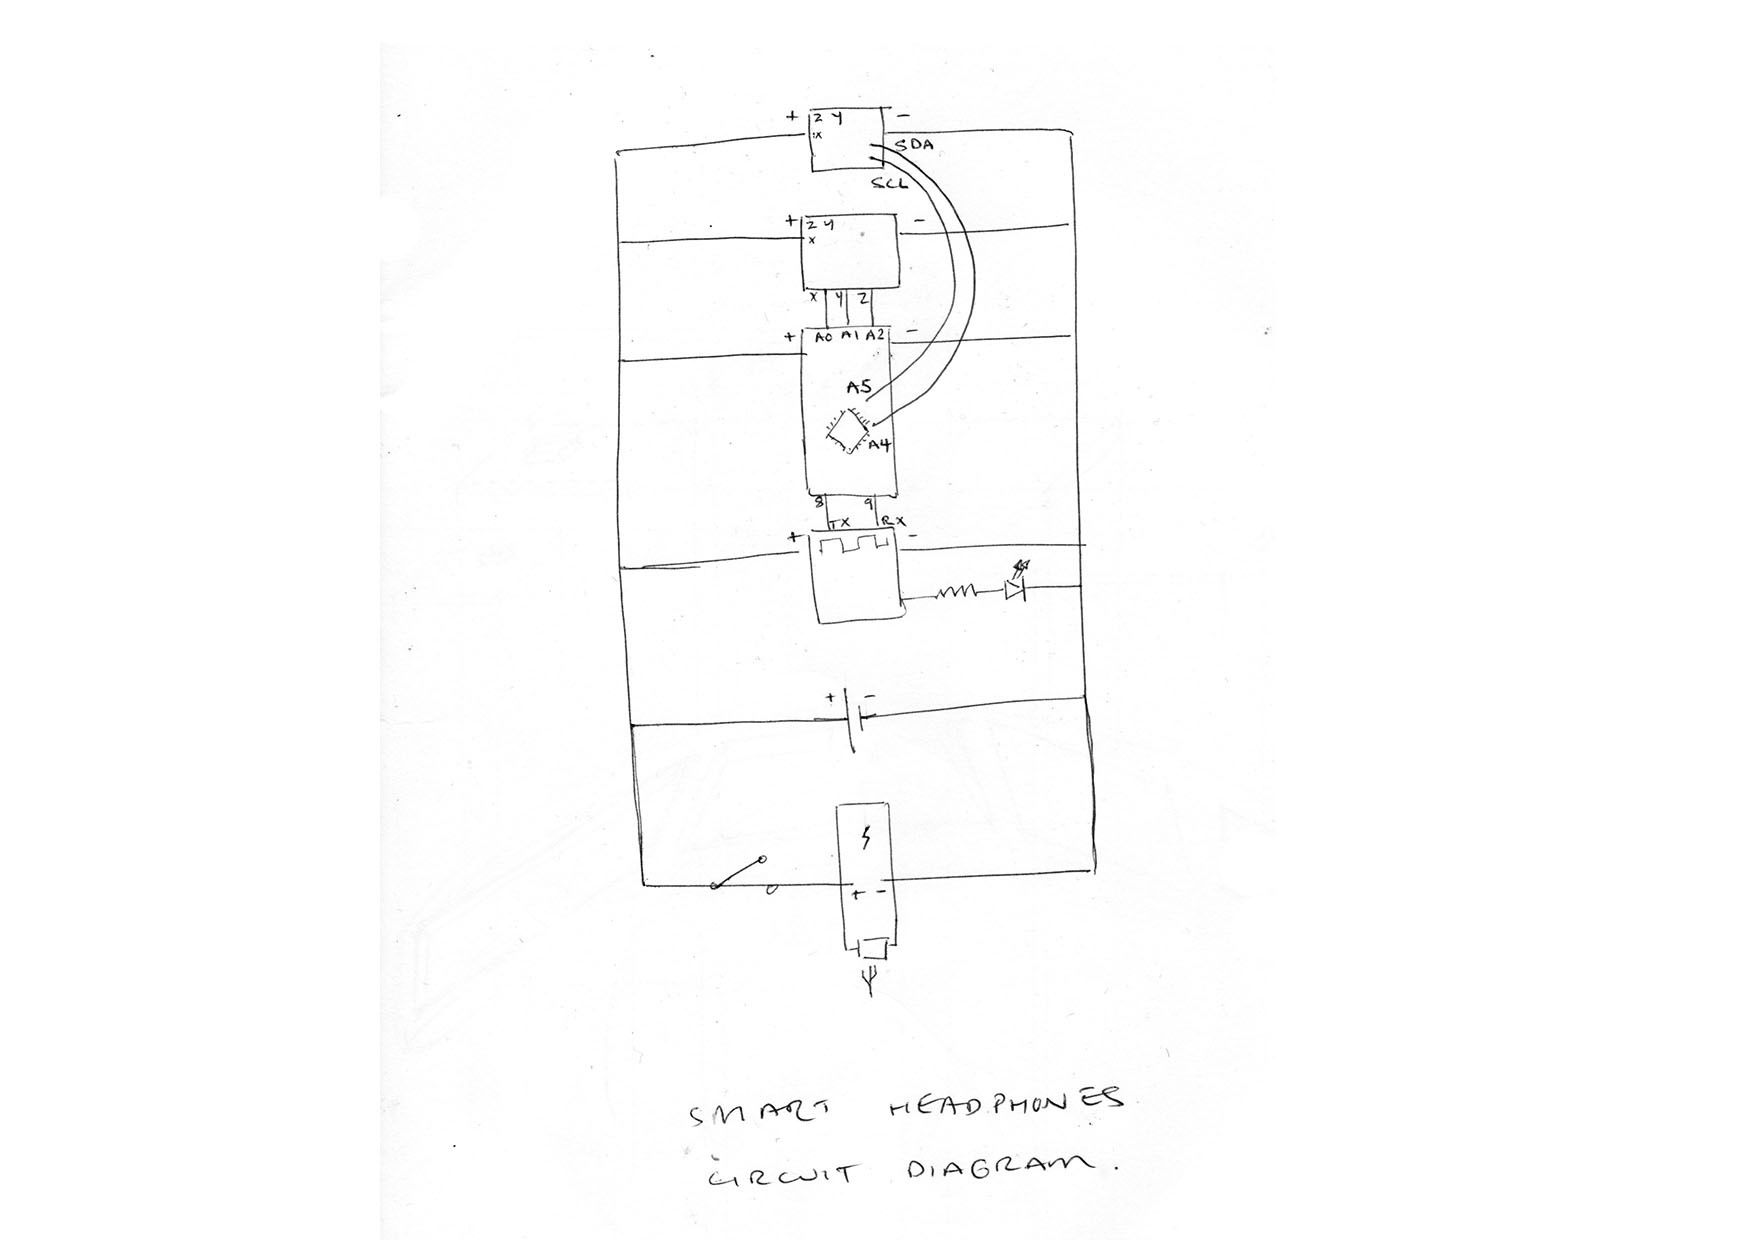 + Z Y -
X
SDA
SCL
+ Z Y -
X
X Y Z
+ A0 A1 A2 -
A5
A4
8 9
TX RX
+ -
+ -
+ -
SMART HEADPHONES
CIRCUIT DIAGRAM.